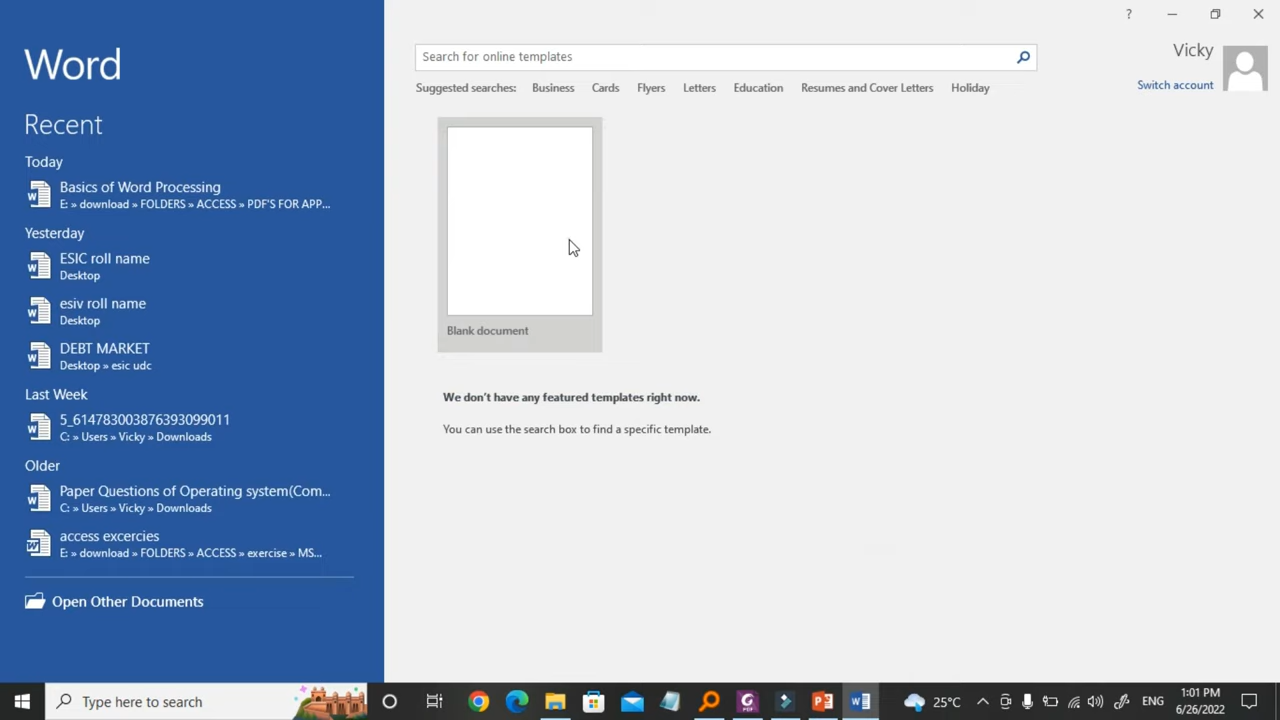 Word
Recent
Today
Basics of Word Processing
E: » download » FOLDERS » ACCESS » PDF'S FOR APP...
Yesterday
ESIC roll name
Desktop
esiv roll name
Desktop
DEBT MARKET
Desktop » esic udc
Last Week
5_614783003876393099011
C: » Users » Vicky » Downloads
Older
Paper Questions of Operating system(Com...
C: » Users » Vicky » Downloads
access excercies
E: » download » FOLDERS » ACCESS » exercise » MS...
Open Other Documents
?
Search for online templates
Vicky
Switch account
Suggested searches: Business Cards Flyers Letters Education Resumes and Cover Letters Holiday
Blank document
We don't have any featured templates right now.
You can use the search box to find a specific template.
Type here to search
25°C
ENG
1:01 PM
6/26/2022